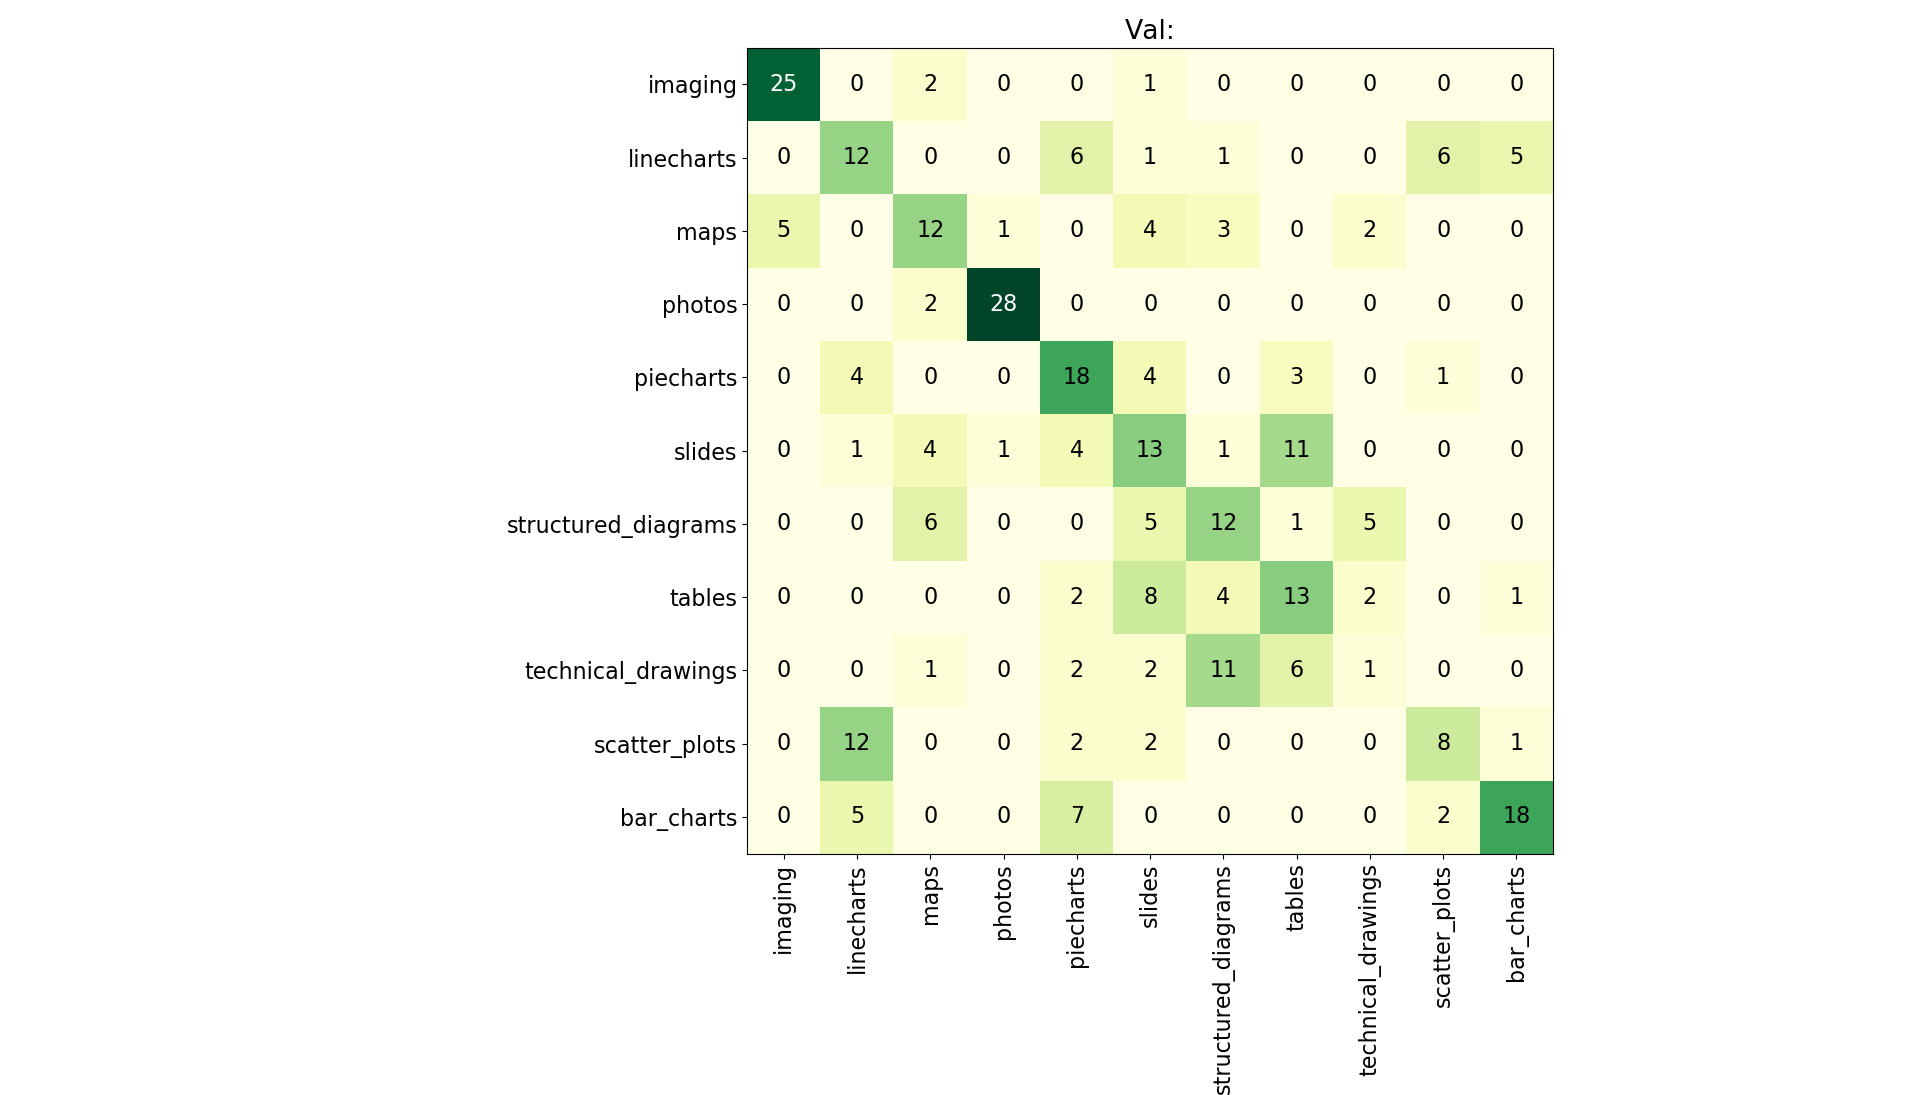 Val:
imaging 25 0 2 0 0 1 0 0 0 0 0
linecharts 0 12 0 0 6 1 1 0 0 6 5
maps 5 0 12 1 0 4 3 0 2 0 0
photos 0 0 2 28 0 0 0 0 0 0 0
piecharts 0 4 0 0 18 4 0 3 0 1 0
slides 0 1 4 1 4 13 1 11 0 0 0
structured_diagrams 0 0 6 0 0 5 12 1 5 0 0
tables 0 0 0 0 2 8 4 13 2 0 1
technical_drawings 0 0 1 0 2 2 11 6 1 0 0
scatter_plots 0 12 0 0 2 2 0 0 0 8 1
bar_charts 0 5 0 0 7 0 0 0 0 2 18
imaging
linecharts
maps
photos
piecharts
slides
structured_diagrams
tables
technical_drawings
scatter_plots
bar_charts